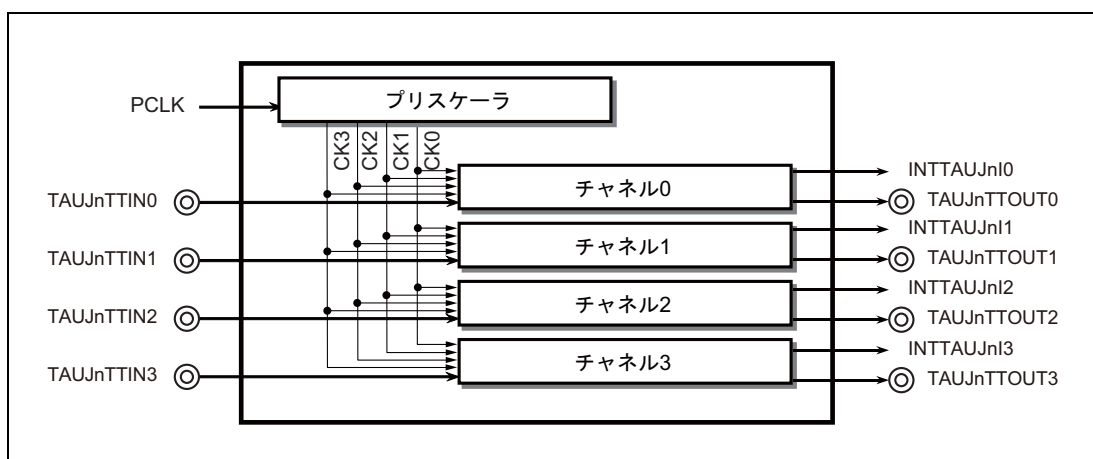 プリスケーラ
PCLK
CK3
CK2
CK1
CK0
INTTAUJnI0
チャネル0
TAUJnTTIN0
TAUJnTTOUT0
INTTAUJnI1
チャネル1
TAUJnTTIN1
TAUJnTTOUT1
INTTAUJnI2
チャネル2
TAUJnTTIN2
TAUJnTTOUT2
INTTAUJnI3
チャネル3
TAUJnTTIN3
TAUJnTTOUT3